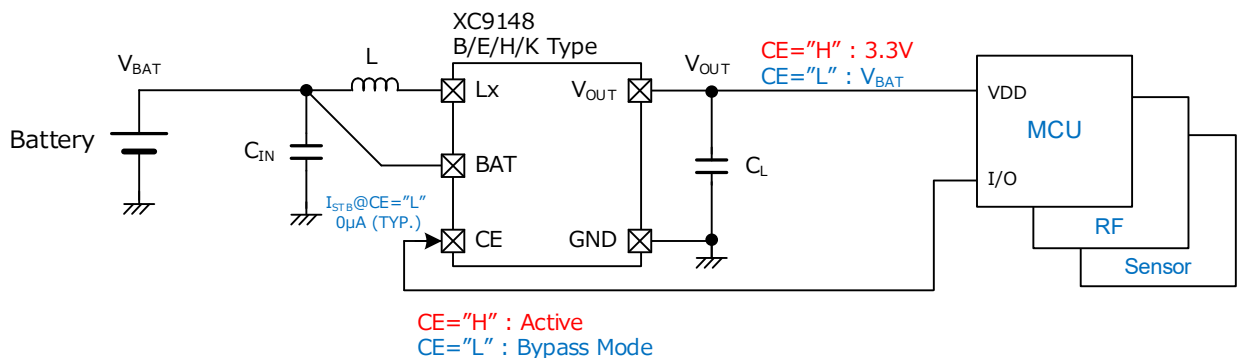 XC9148
B/E/H/K Type
L
VBAT
Lx
VOUT
VOUT
CE=”H” : 3.3V
CE=”L” : VBAT
VDD
MCU
Battery
CIN
BAT
CL
I/O
ISTB@CE=”L”
0µA (TYP.)
CE
GND
RF
Sensor
CE=”H” : Active
CE=”L” : Bypass Mode